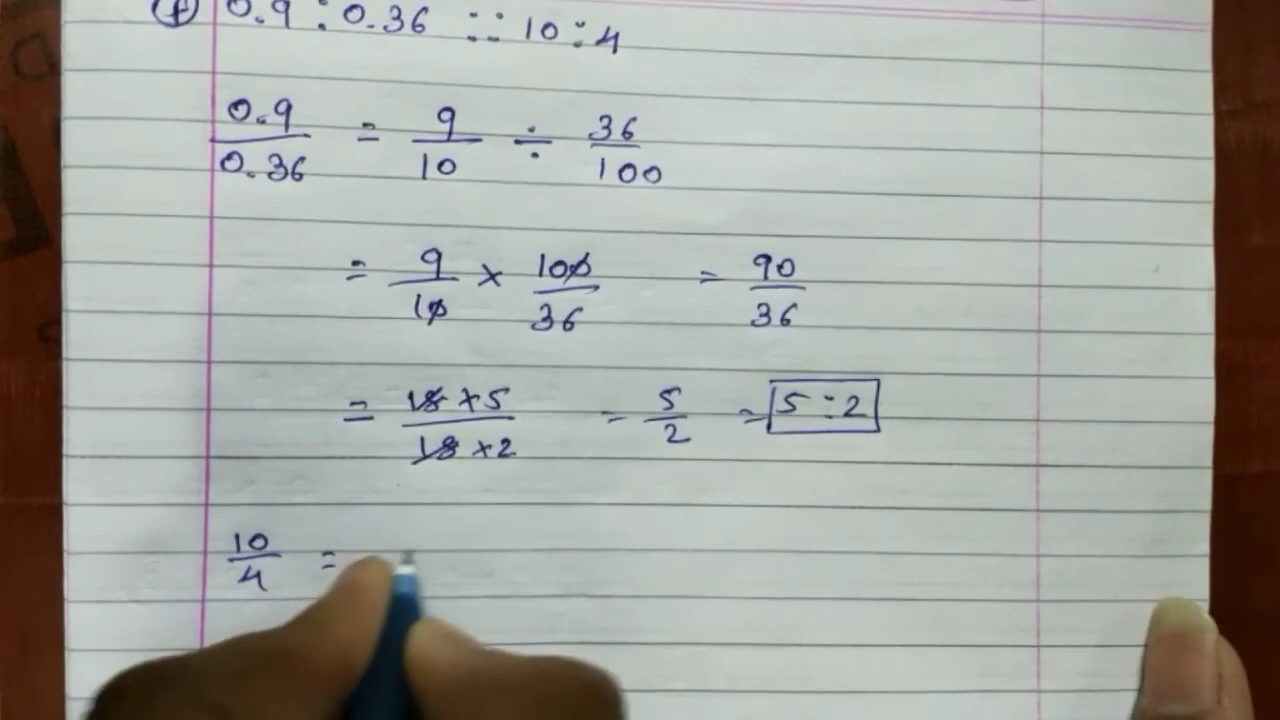 (f) 0.9 : 0.36 :: 10 : 4
0.9/0.36 = 9/10 ÷ 36/100
= 9/10 × 100/36 = 90/36
= 18×5/18×2 = 5/2 = 5:2
10/4 =